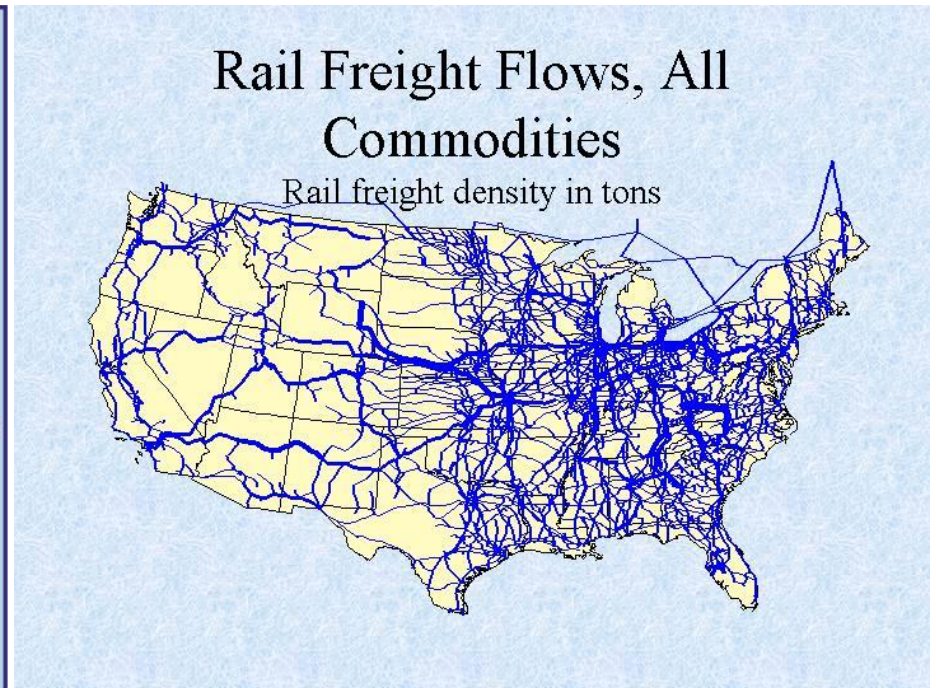 Rail Freight Flows, All
Commodities
Rail freight density in tons